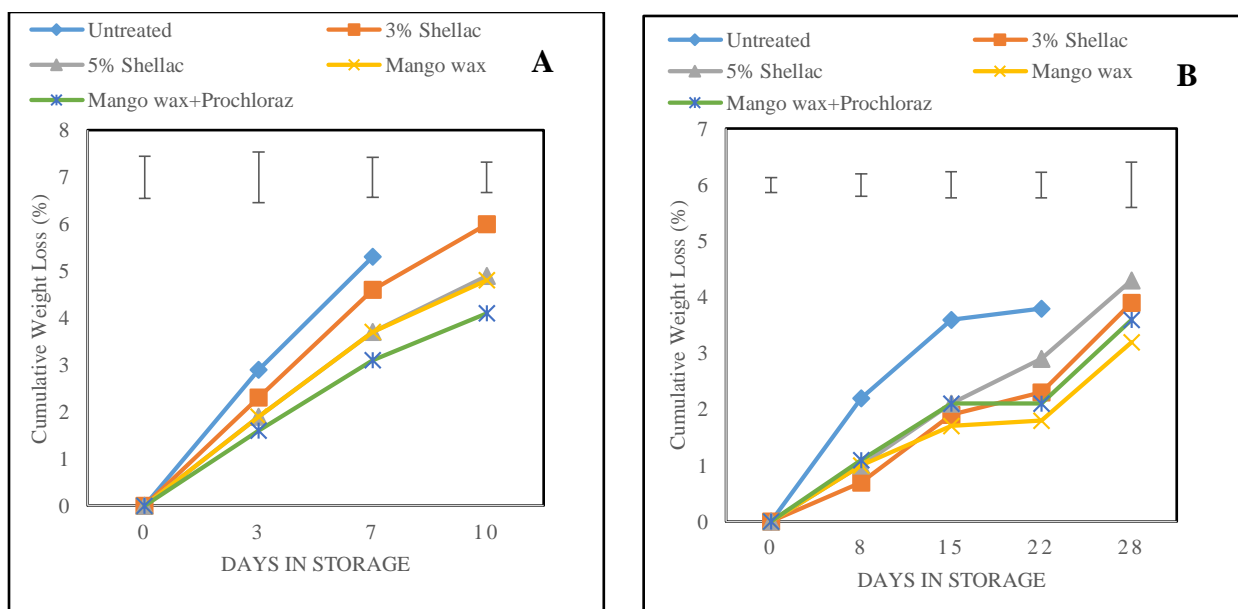 Untreated 3% Shellac
5% Shellac Mango wax
Mango wax+Prochloraz
A
8
7
6
5
4
3
2
1
0
Cumulative Weight Loss (%)
0 3 7 10
DAYS IN STORAGE
Untreated 3% Shellac
5% Shellac Mango wax
Mango wax+Prochloraz
B
7
6
5
4
3
2
1
0
Cumulative Weight Loss (%)
0 8 15 22 28
DAYS IN STORAGE